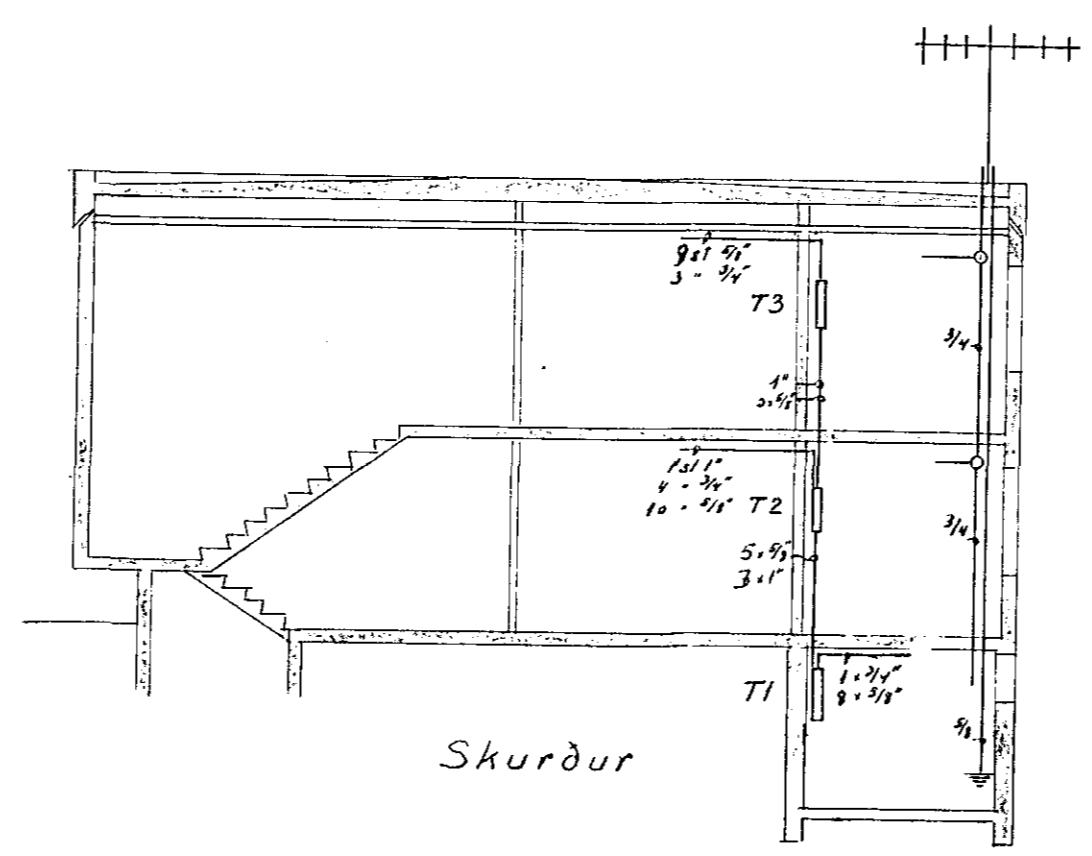 9 st 5/8"
3 " 3/4"
T3
3/4
1"
2 x 5/8"
1 st 1"
4 " 3/4"
10 " 5/8"
T2
3/4
5 x 5/8"
3 x 1"
T1
1 x 3/4"
8 x 5/8"
5/8
Skurður